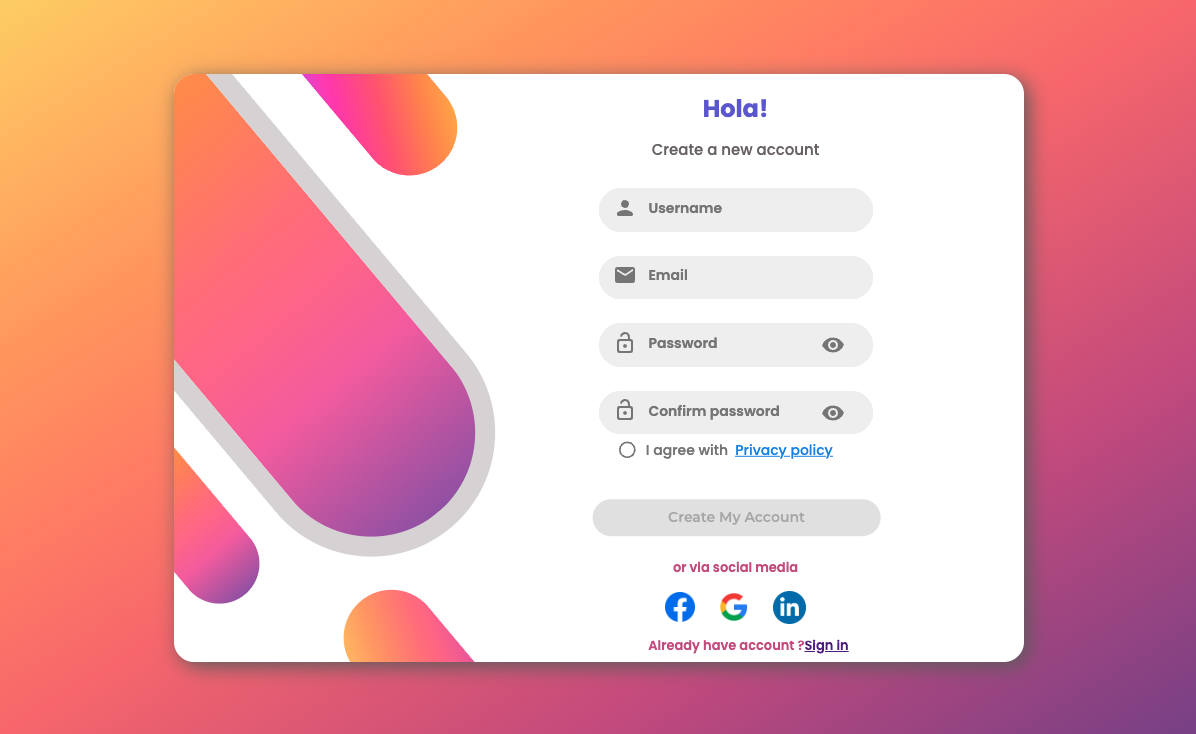 Hola!
Create a new account
Username
Email
Password
Confirm password
I agree with Privacy policy
Create My Account
or via social media
Already have account ?Sign in